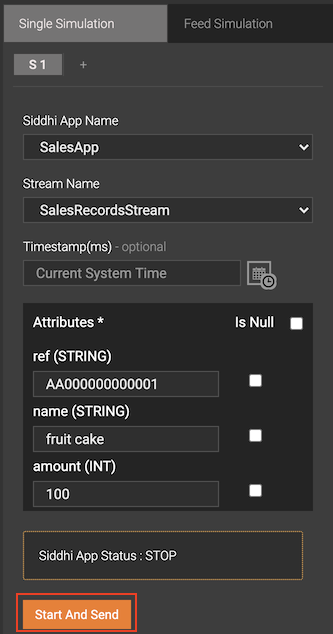 Single Simulation Feed Simulation
S 1 +
Siddhi App Name
SalesApp
Stream Name
SalesRecordsStream
Timestamp(ms) - optional
Current System Time
Attributes * Is Null
ref (STRING)
AA000000000001
name (STRING)
fruit cake
amount (INT)
100
Siddhi App Status : STOP
Start And Send